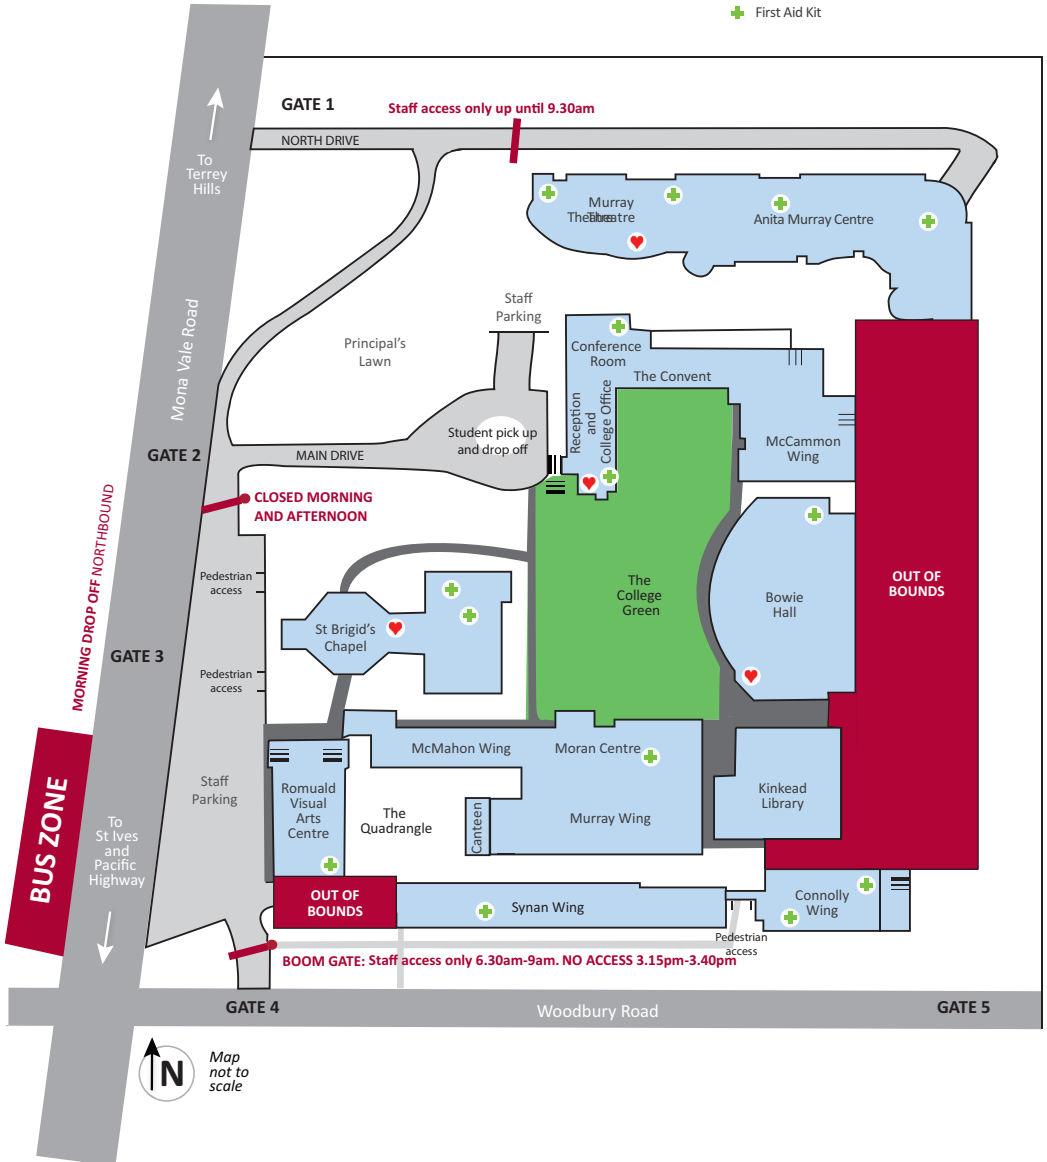 First Aid Kit
GATE 1
Staff access only up until 9.30am
NORTH DRIVE
To
Terrey
Hills
Murray
Theatre
Theatre
Anita Murray Centre
Staff
Parking
Mona Vale Road
Principal's
Lawn
Conference
Room
The Convent
Reception
and
College Office
Student pick up
and drop off
McCammon
Wing
GATE 2
MAIN DRIVE
CLOSED MORNING
AND AFTERNOON
MORNING DROP OFF NORTHBOUND
Pedestrian
access
The
College
Green
Bowie
Hall
OUT OF
BOUNDS
St Brigid's
Chapel
GATE 3
Pedestrian
access
McMahon Wing
Moran Centre
Staff
Parking
Romuald
Visual
Arts
Centre
The
Quadrangle
Canteen
Murray Wing
Kinkead
Library
BUS ZONE
To
St Ives
and
Pacific
Highway
OUT OF
BOUNDS
Synan Wing
Connolly
Wing
Pedestrian
access
BOOM GATE: Staff access only 6.30am-9am. NO ACCESS 3.15pm-3.40pm
GATE 4
Woodbury Road
GATE 5
N
Map
not to
scale